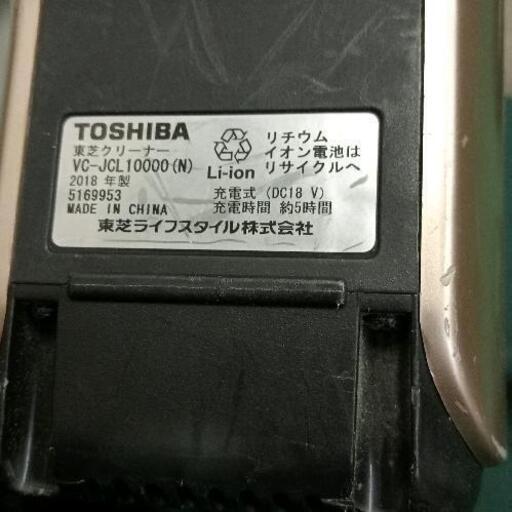 TOSHIBA
東芝クリーナー
VC-JCL10000(N)
2018 年製
5169953
MADE IN CHINA
Li-ion
リチウム
イオン電池は
リサイクルへ
充電式 (DC18 V)
充電時間 約5時間
東芝ライフスタイル株式会社